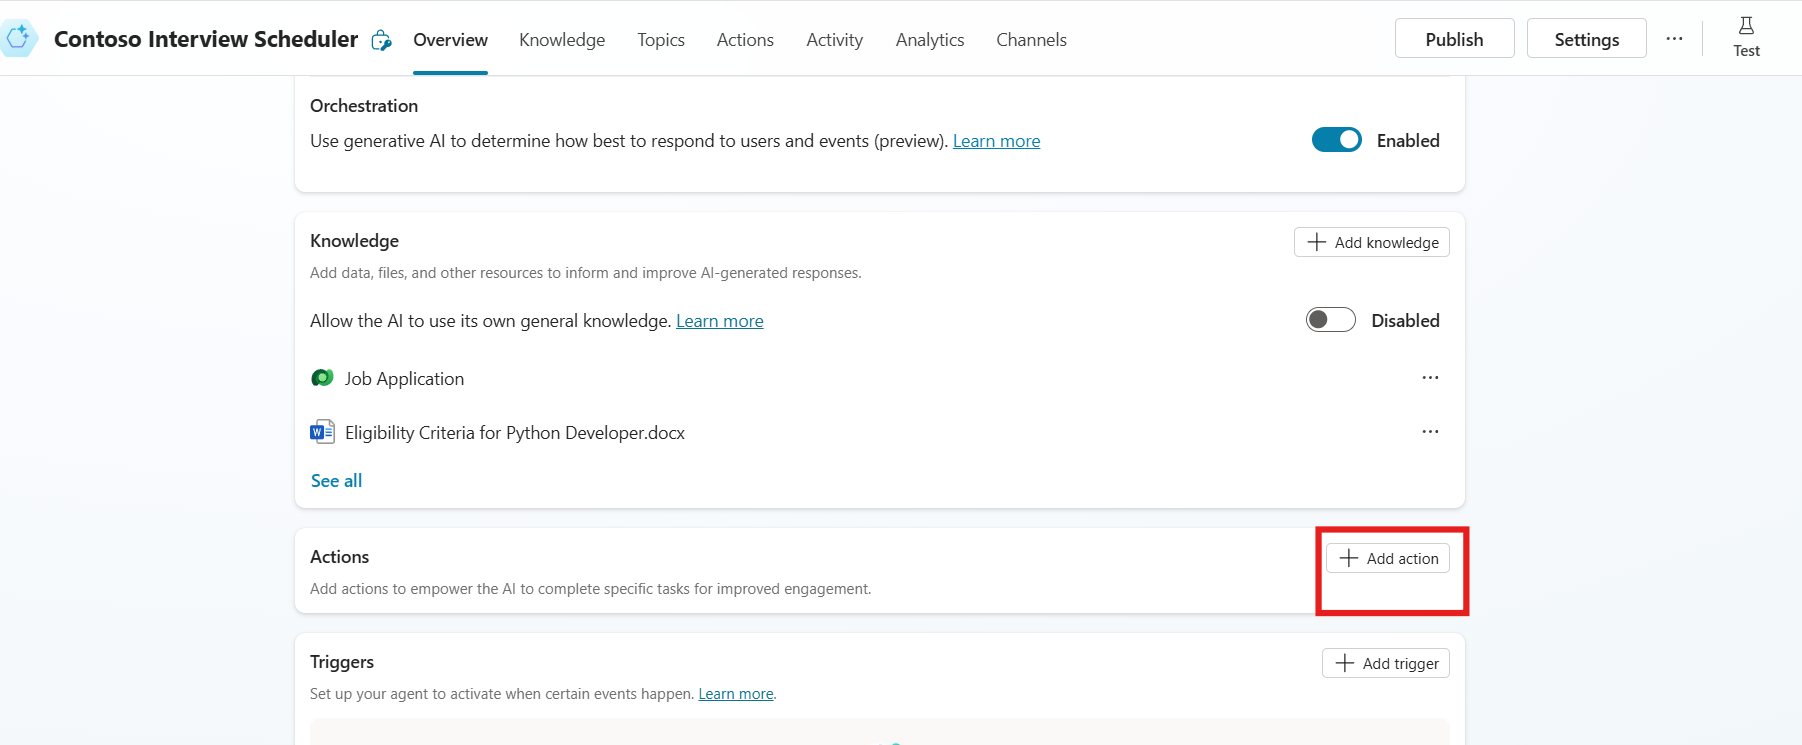 Contoso Interview Scheduler Overview Knowledge Topics Actions Activity Analytics Channels Publish Settings ... Test
Orchestration
Use generative AI to determine how best to respond to users and events (preview). Learn more Enabled
Knowledge Add knowledge
Add data, files, and other resources to inform and improve AI-generated responses.
Allow the AI to use its own general knowledge. Learn more Disabled
Job Application ...
Eligibility Criteria for Python Developer.docx ...
See all
Actions Add action
Add actions to empower the AI to complete specific tasks for improved engagement.
Triggers Add trigger
Set up your agent to activate when certain events happen. Learn more.